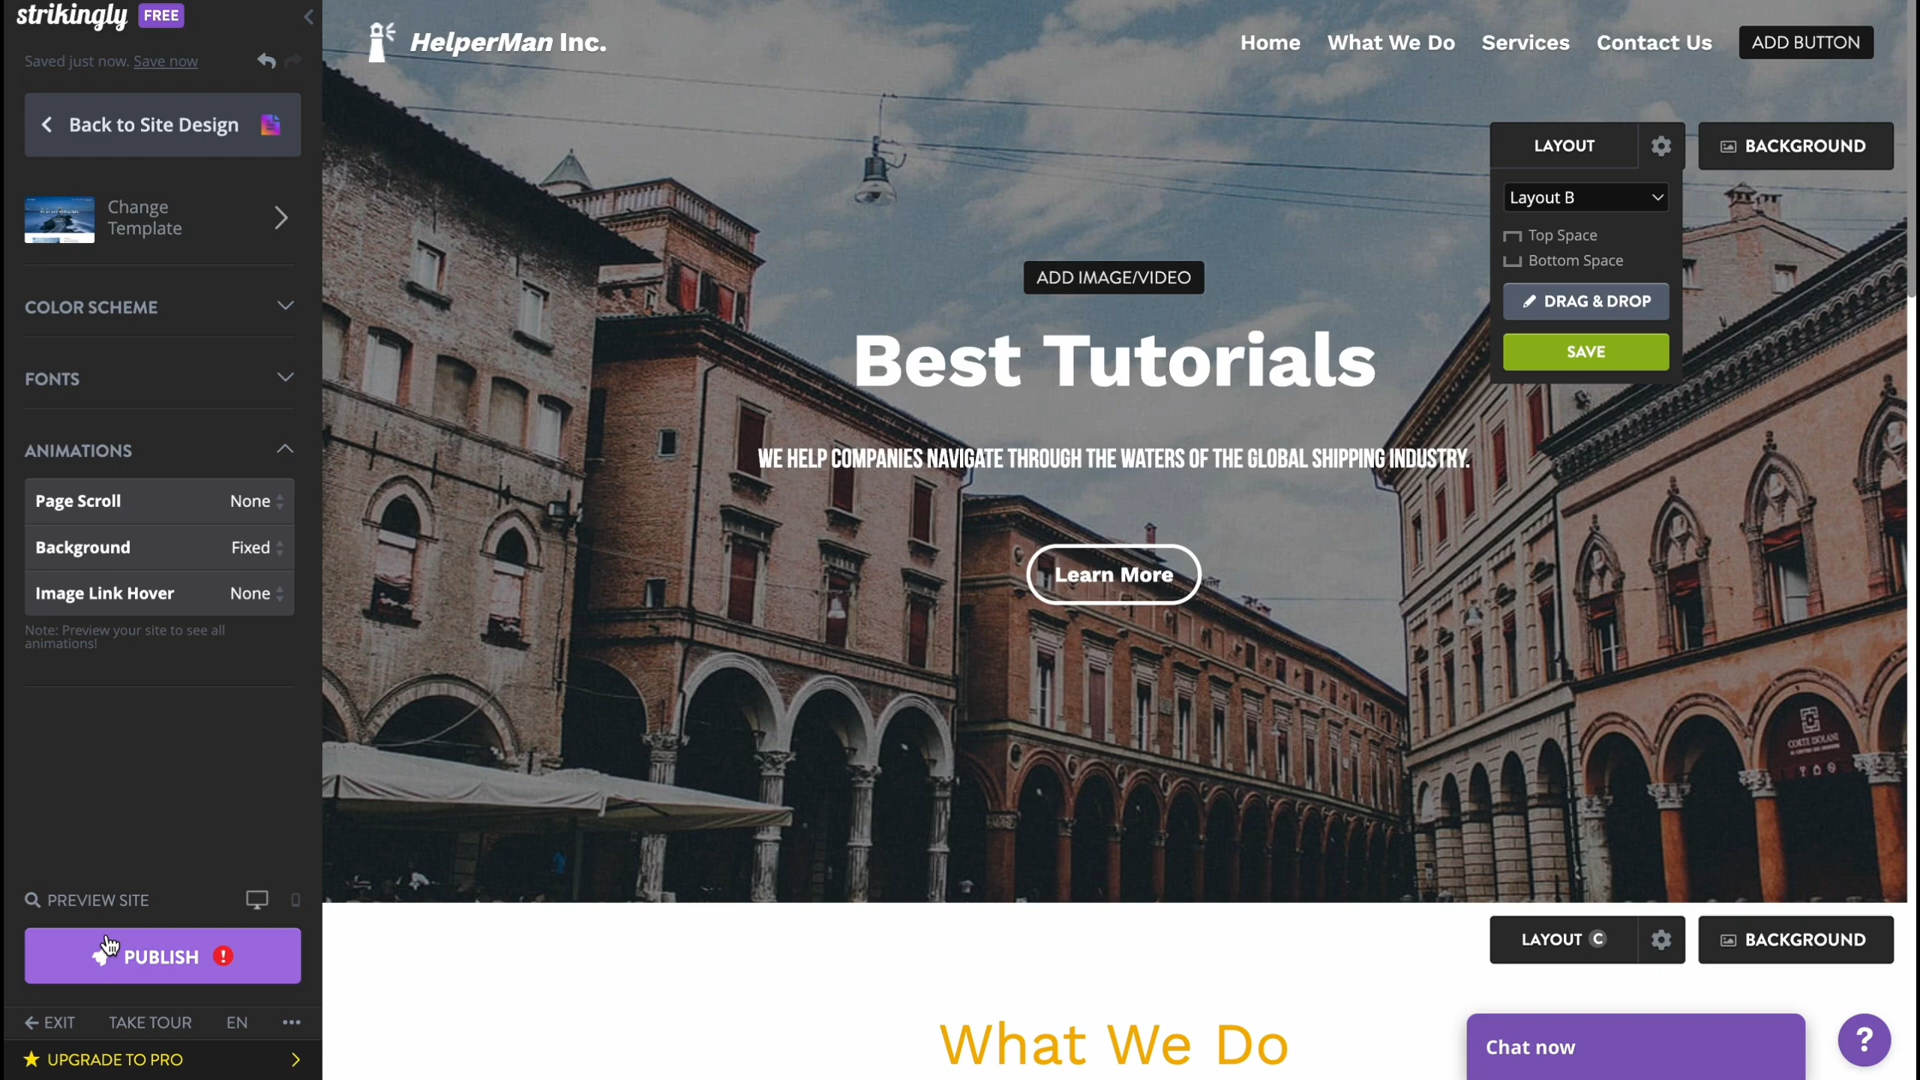 strikingly FREE
Saved just now. Save now
Back to Site Design
Change
Template
COLOR SCHEME
FONTS
ANIMATIONS
Page Scroll None
Background Fixed
Image Link Hover None
Note: Preview your site to see all
animations!
PREVIEW SITE
PUBLISH !
EXIT TAKE TOUR EN •••
UPGRADE TO PRO
HelperMan Inc.
Home What We Do Services Contact Us ADD BUTTON
LAYOUT BACKGROUND
Layout B
Top Space
Bottom Space
DRAG & DROP
SAVE
ADD IMAGE/VIDEO
Best Tutorials
WE HELP COMPANIES NAVIGATE THROUGH THE WATERS OF THE GLOBAL SHIPPING INDUSTRY.
Learn More
CORTE ISOLANI
LAYOUT C BACKGROUND
What We Do
Chat now
?